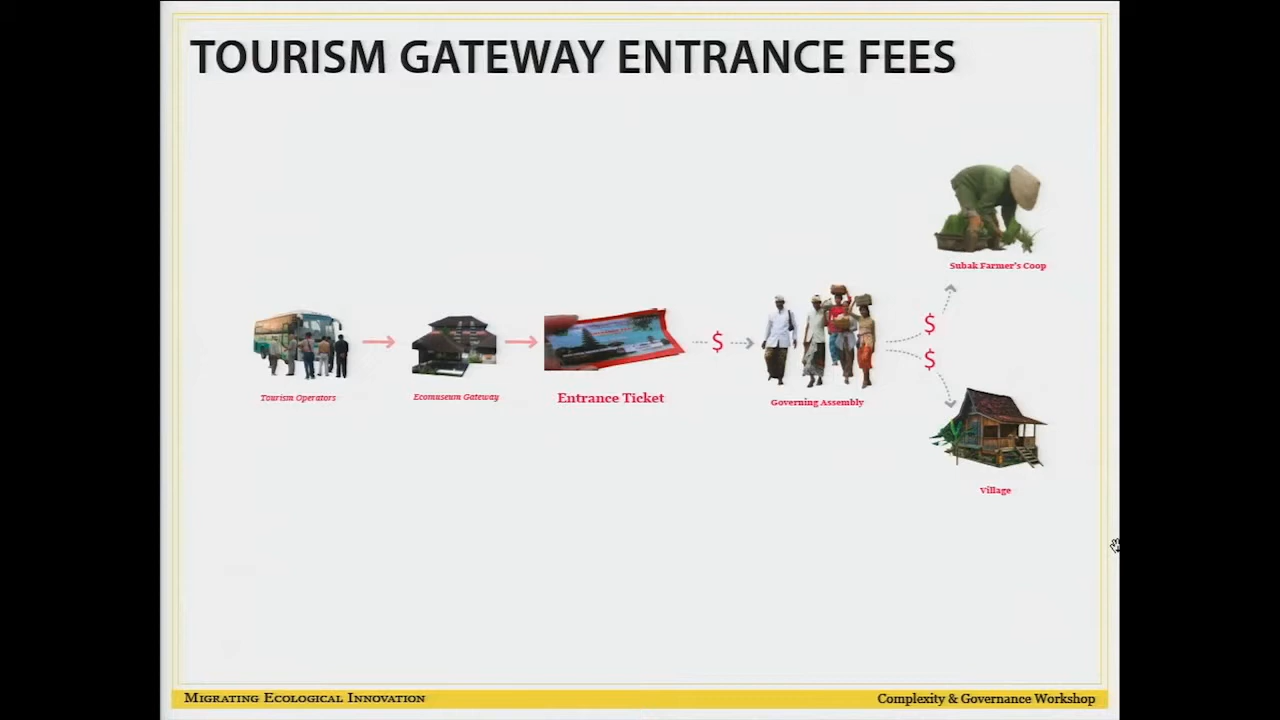 TOURISM GATEWAY ENTRANCE FEES
Subak Farmer's Coop
$
$
$
Tourism Operators
Ecomuseum Gateway
Entrance Ticket
Governing Assembly
Village
MIGRATING ECOLOGICAL INNOVATION
Complexity & Governance Workshop